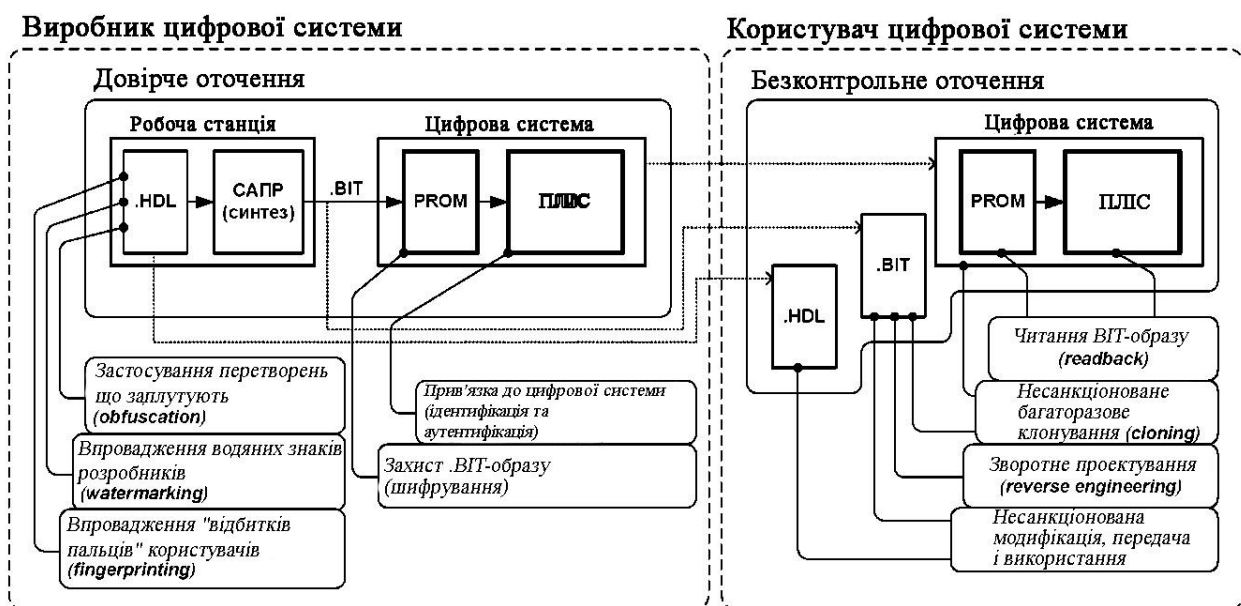 Виробник цифрової системи
Довірче оточення
Робоча станція
.HDL
САПР
(синтез)
.BIT
Цифрова система
PROM
ПЛІС
Застосування перетворень
що заплутують
(obfuscation)
Впровадження водяних знаків
розробників
(watermarking)
Впровадження "відбитків
пальців" користувачів
(fingerprinting)
Прив'язка до цифрової системи
(ідентифікація та
аутентифікація)
Захист .BIT-образу
(шифрування)
Користувач цифрової системи
Безконтрольне оточення
Цифрова система
PROM
ПЛІС
.BIT
.HDL
Читання BIT-образу
(readback)
Несанкціоноване
багаторазове
клонування (cloning)
Зворотне проектування
(reverse engineering)
Несанкціонована
модифікація, передача
і використання